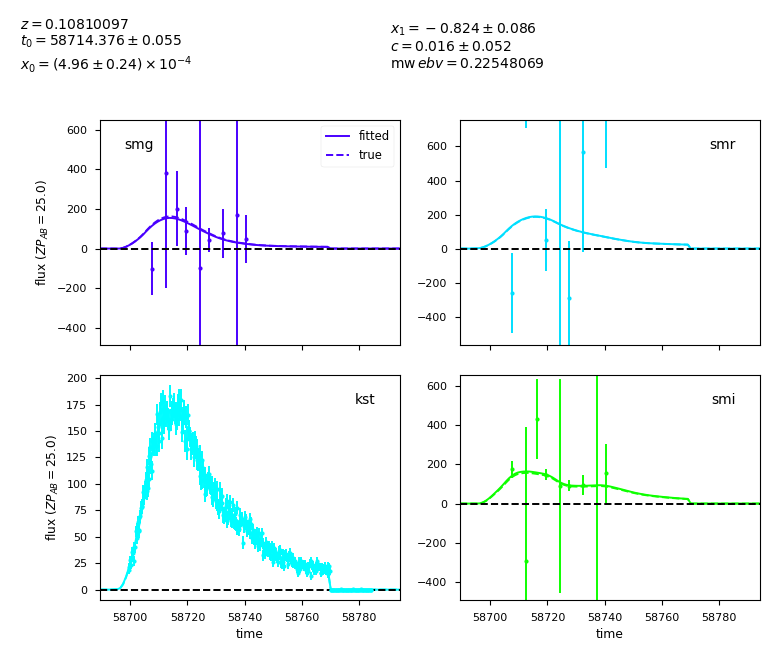 z = 0.10810097
t0 = 58714.376 ± 0.055
x0 = (4.96 ± 0.24) × 10^−4
x1 = −0.824 ± 0.086
c = 0.016 ± 0.052
mw ebv = 0.22548069
smg
fitted
true
600
400
200
0
−200
−400
flux (ZP_AB = 25.0)
smr
600
400
200
0
−200
−400
kst
200
175
150
125
100
75
50
25
0
flux (ZP_AB = 25.0)
58700 58720 58740 58760 58780
time
smi
600
400
200
0
−200
−400
58700 58720 58740 58760 58780
time